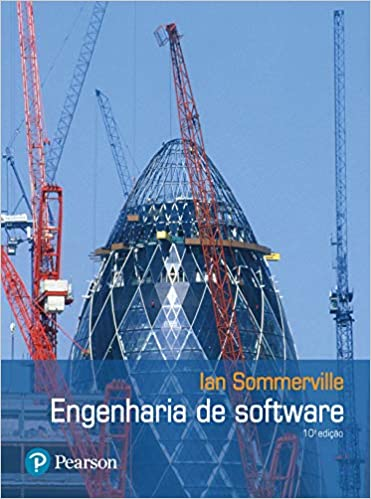 Ian Sommerville
Engenharia de software
10ª edição
Pearson